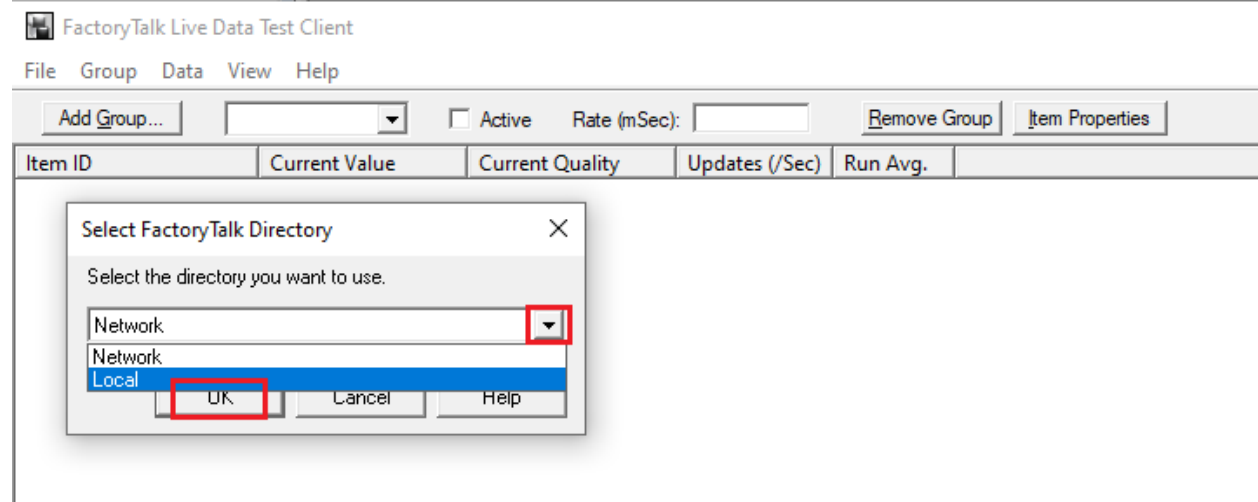 FactoryTalk Live Data Test Client
File Group Data View Help
Add Group... Active Rate (mSec): Remove Group Item Properties
Item ID Current Value Current Quality Updates (/Sec) Run Avg.
Select FactoryTalk Directory
Select the directory you want to use.
Network
Network
Local
OK Cancel Help